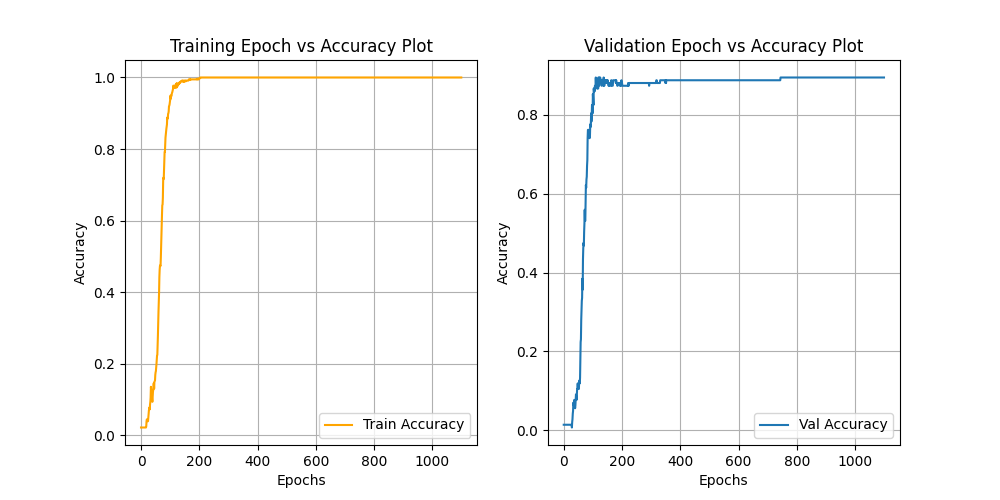 Training Epoch vs Accuracy Plot
Accuracy
1.0
0.8
0.6
0.4
0.2
0.0
0 200 400 600 800 1000
Epochs
Train Accuracy
Validation Epoch vs Accuracy Plot
Accuracy
0.8
0.6
0.4
0.2
0.0
0 200 400 600 800 1000
Epochs
Val Accuracy